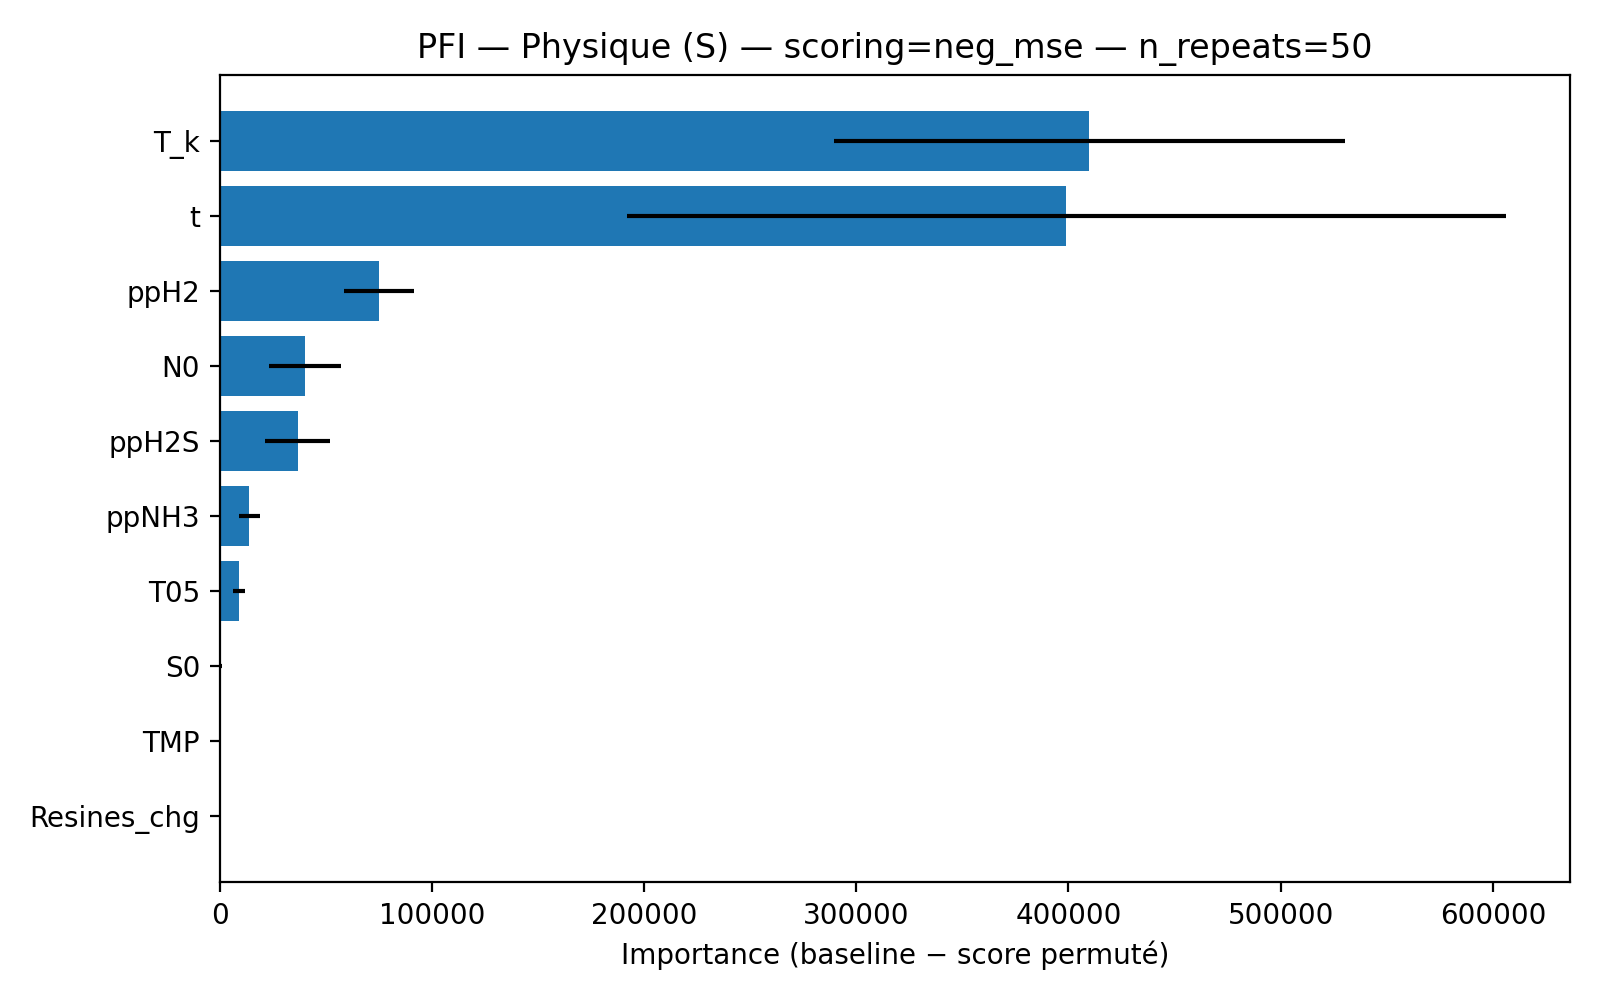 PFI — Physique (S) — scoring=neg_mse — n_repeats=50
T_k
t
ppH2
N0
ppH2S
ppNH3
T05
S0
TMP
Resines_chg
0 100000 200000 300000 400000 500000 600000
Importance (baseline − score permuté)